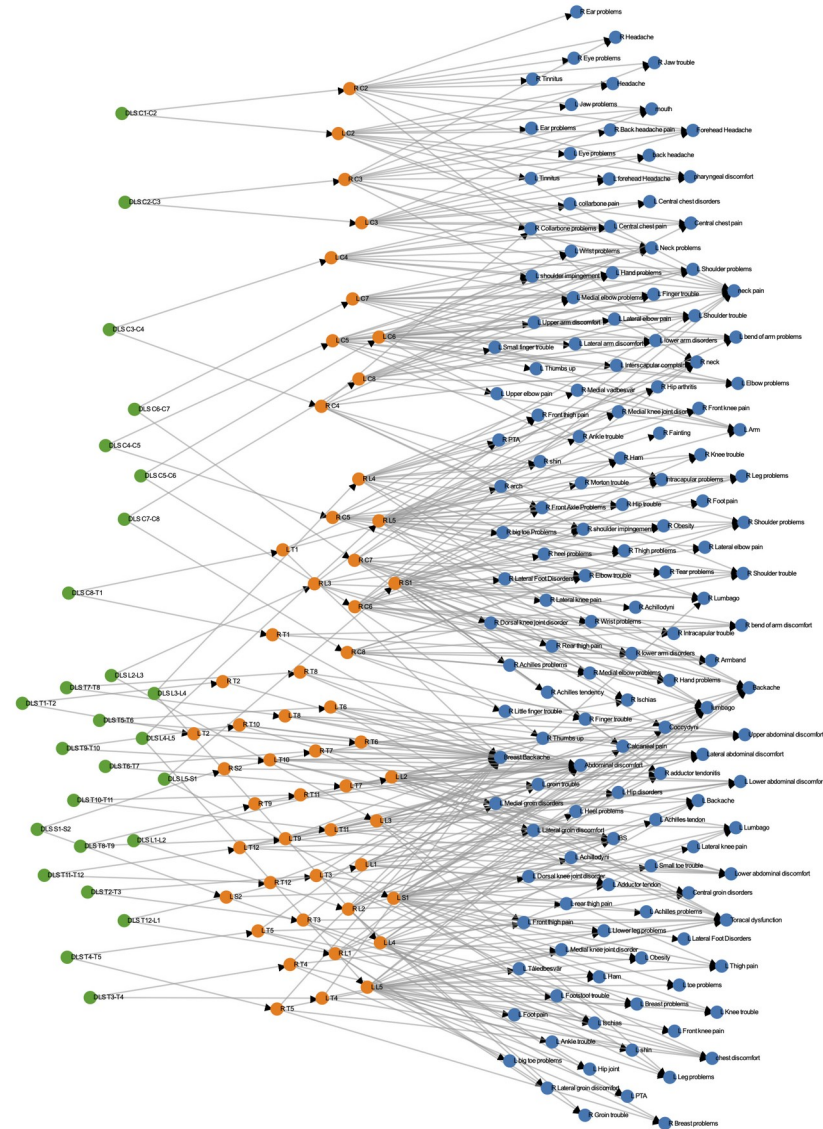 R Ear problems
R Headache
R Eye problems
R Jaw trouble
R Tinnitus
Headache
R C2
L Jaw problems
mouth
DLS C1-C2
L C2
L Ear problems
R Back headache pain
Forehead Headache
L Eye problems
back headache
R C3
L Tinnitus
L forehead Headache
pharyngeal discomfort
DLS C2-C3
L collarbone pain
L Central chest disorders
L C3
R Collarbone problems
L Central chest pain
Central chest pain
L C4
L Wrist problems
L Neck problems
L shoulder impingement
L Hand problems
L Shoulder problems
L C7
L Medial elbow problems
L Finger trouble
neck pain
DLS C3-C4
L Upper arm discomfort
L Lateral elbow pain
L Shoulder trouble
L C5
L C6
L Small finger trouble
L Lateral arm discomfort
L lower arm disorders
L bend of arm problems
L C8
L Thumbs up
L Interscapular complaints
R neck
R C4
L Upper elbow pain
R Medial vadbesvär
R Hip arthritis
L Elbow problems
DLS C6-C7
R Front thigh pain
R Medial knee joint disorder
R Front knee pain
DLS C4-C5
R PTA
R Ankle trouble
R Fainting
L Arm
DLS C5-C6
R L4
R shin
R Ham
R Knee trouble
R arch
R Morton trouble
Intracapular problems
R Leg problems
DLS C7-C8
R C5
R L5
R Front Axle Problems
R Hip trouble
R Foot pain
R big toe Problems
R shoulder impingement
R Obesity
R Shoulder problems
L T1
R C7
R heel problems
R Thigh problems
R Lateral elbow pain
DLS C8-T1
R L3
R S1
R Lateral Foot Disorders
R Elbow trouble
R Tear problems
R Shoulder trouble
R C6
R Lateral knee pain
R Achillodyni
R Lumbago
R T1
R Dorsal knee joint disorder
R Wrist problems
R Intracapular trouble
R bend of arm discomfort
R C8
R Rear thigh pain
R lower arm disorders
R Armband
DLS L2-L3
R T8
R Achilles problems
R Medial elbow problems
R Hand problems
Backache
DLS T7-T8
R T2
DLS T1-T2
DLS L3-L4
R Achilles tendency
R Ischias
lumbago
L T6
R Little finger trouble
R Finger trouble
DLS T5-T6
L T8
R T10
Coccydyni
Upper abdominal discomfort
DLS L4-L5
L T2
R T6
R Thumbs up
Calcaneal pain
DLS T9-T10
R T7
Breast Backache
Abdominal discomfort
Lateral abdominal discomfort
DLS T6-T7
R S2
L T10
R adductor tendonitis
DLS L5-S1
L T7
L L2
L groin trouble
L Hip disorders
L Lower abdominal discomfort
DLS T10-T11
R T9
R T11
L Medial groin disorders
L Heel problems
L Backache
DLS S1-S2
L T11
L L3
L Lateral groin discomfort
L Achilles tendon
L Lumbago
DLS L1-L2
L T9
IBS
DLS T8-T9
L T12
L Achillodyni
L Lateral knee pain
DLS T11-T12
L T3
L L1
L Dorsal knee joint disorder
L Small toe trouble
Lower abdominal discomfort
R T12
L Adductor tendon
DLS T2-T3
L S2
L S1
L rear thigh pain
Central groin disorders
DLS T12-L1
R T3
R L2
L Front thigh pain
L Achilles problems
Toracal dysfunction
L T5
L Llower leg problems
L Lateral Foot Disorders
DLS T4-T5
R L1
L L4
L Medial knee joint disorder
L Obesity
R T4
L Tåledbesvär
L Thigh pain
L Ham
L toe problems
DLS T3-T4
L T4
L L5
L Footstool trouble
L Breast problems
L Knee trouble
R T5
L Foot pain
L Ischias
L Front knee pain
L Ankle trouble
L shin
chest discomfort
L big toe problems
L Hip joint
L Leg problems
R Lateral groin discomfort
L PTA
R Groin trouble
R Breast problems